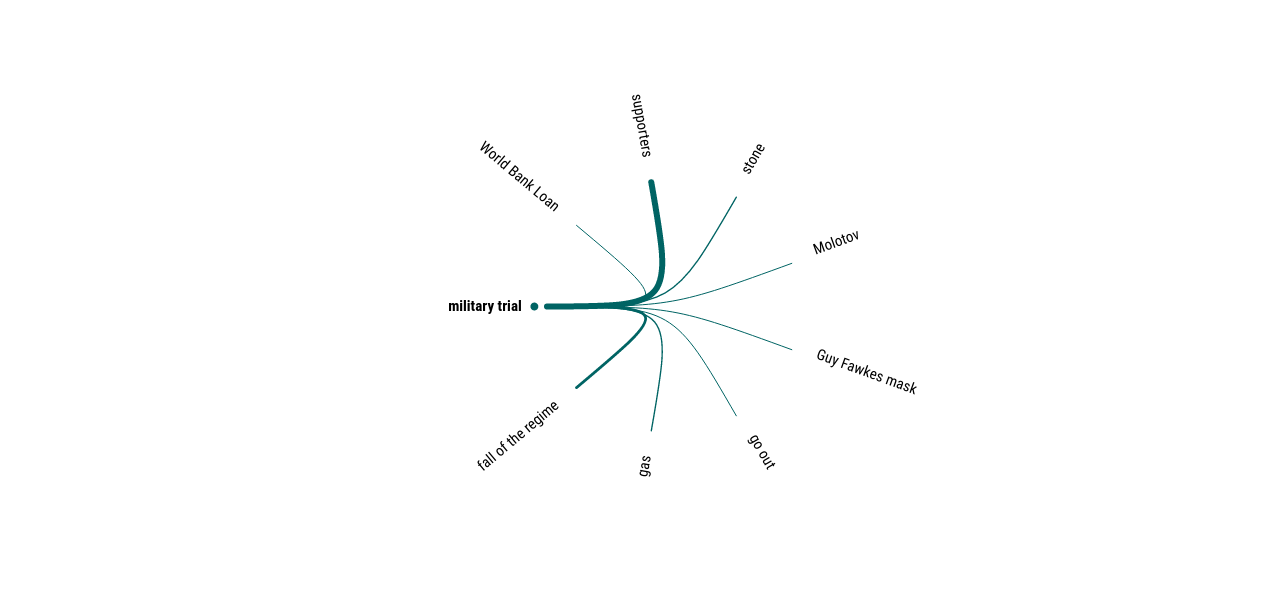 supporters
stone
World Bank Loan
Molotov
military trial
Guy Fawkes mask
fall of the regime
go out
gas